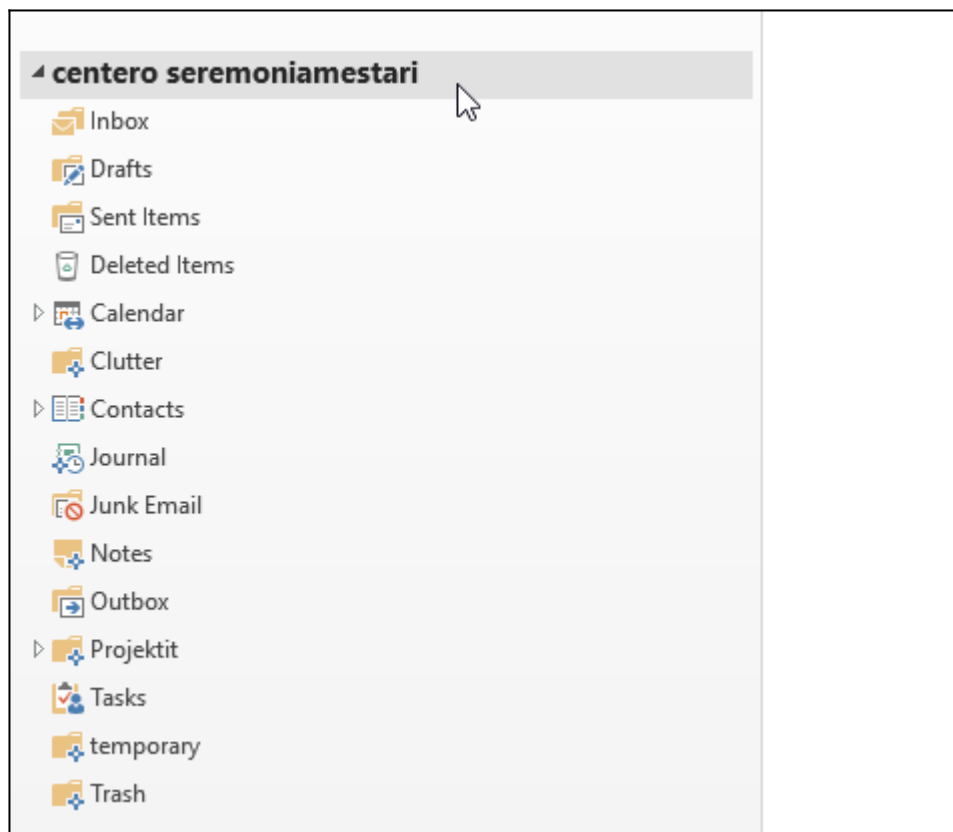 centero seremoniamestari
Inbox
Drafts
Sent Items
Deleted Items
Calendar
Clutter
Contacts
Journal
Junk Email
Notes
Outbox
Projektit
Tasks
temporary
Trash